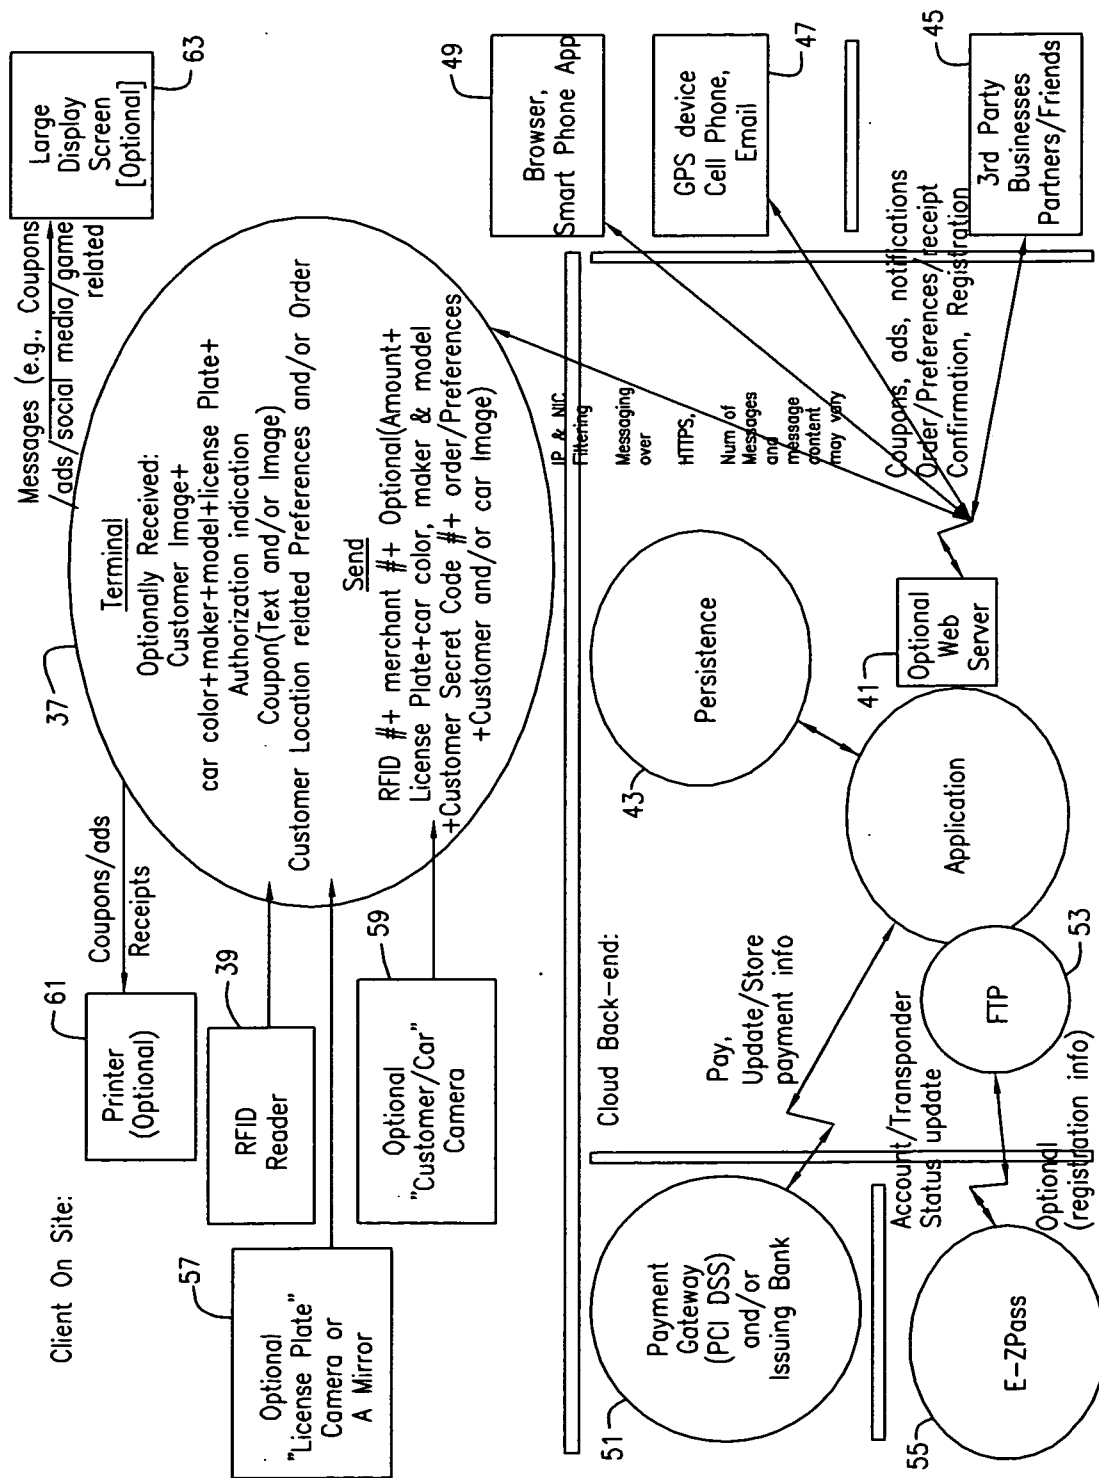 Client On Site:
57
Optional
"License Plate"
Camera or
A Mirror
61
Printer
(Optional)
39
RFID
Reader
59
Optional
"Customer/Car"
Camera
Coupons/ads
Receipts
37
Terminal
Optionally Received:
Customer Image+
car color+maker+model+license Plate+
Authorization indication
Coupon(Text and/or Image)
Customer Location related Preferences and/or Order
Send
RFID #+ merchant #+ Optional(Amount+
License Plate+car color, maker & model
+Customer Secret Code #+ order/Preferences
+Customer and/or car Image)
Messages (e.g., Coupons
/ads/social media/game
related
63
Large
Display
Screen
[Optional]
49
Browser,
Smart Phone App
47
GPS device
Cell Phone,
Email
45
3rd Party
Businesses
Partners/Friends
IP & NIC
Filtering
Messaging
over
HTTPS,
Num of
Messages
and
message
content
may vary
Coupons, ads, notifications
Order/Preferences/receipt
Confirmation, Registration
Cloud Back-end:
51
Payment
Gateway
(PCI DSS)
and/or
Issuing Bank
Pay,
Update/Store
payment info
43
Persistence
41
Optional
Web
Server
Application
53
FTP
Account/Transponder
Status update
Optional
(registration info)
55
E-ZPass